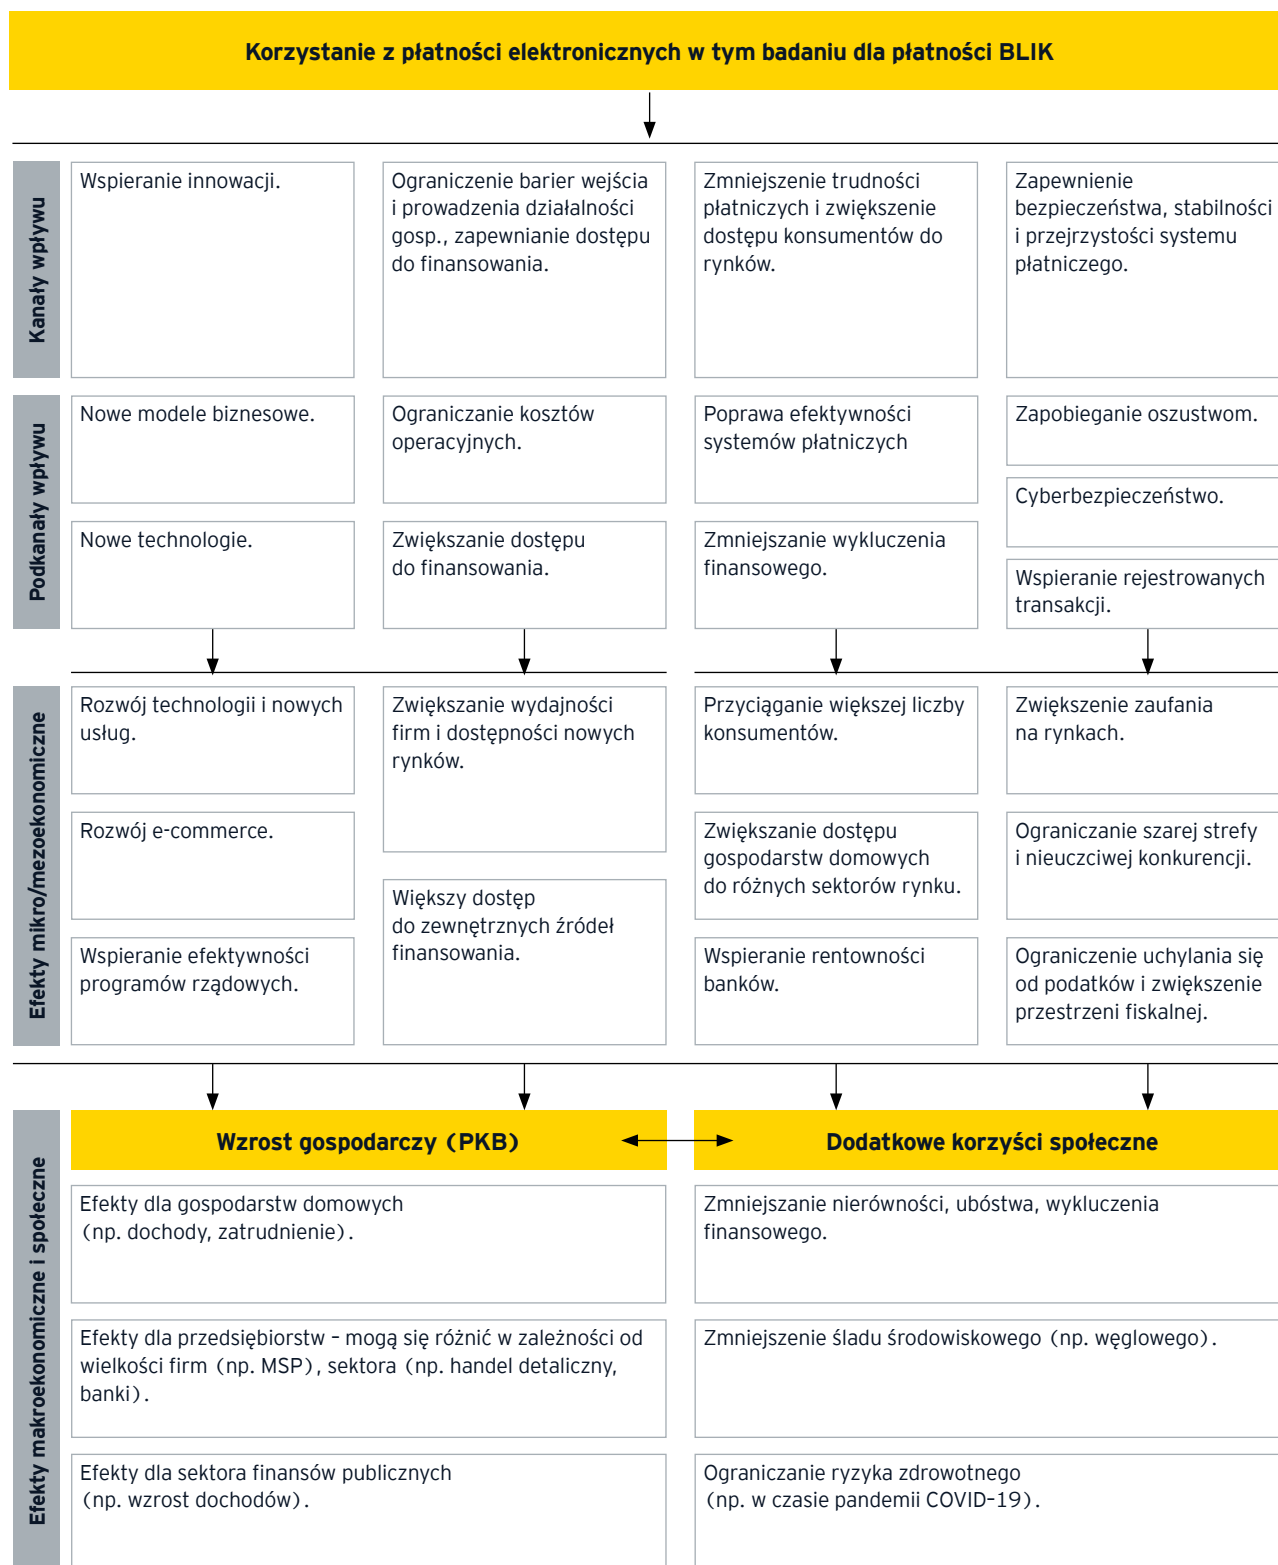 Korzystanie z płatności elektronicznych w tym badaniu dla płatności BLIK
Kanały wpływu
Wspieranie innowacji.
Ograniczenie barier wejścia
i prowadzenia działalności
gosp., zapewnianie dostępu
do finansowania.
Zmniejszenie trudności
płatniczych i zwiększenie
dostępu konsumentów do
rynków.
Zapewnienie
bezpieczeństwa, stabilności
i przejrzystości systemu
płatniczego.
Podkanały wpływu
Nowe modele biznesowe.
Nowe technologie.
Ograniczanie kosztów
operacyjnych.
Zwiększanie dostępu
do finansowania.
Poprawa efektywności
systemów płatniczych
Zmniejszanie wykluczenia
finansowego.
Zapobieganie oszustwom.
Cyberbezpieczeństwo.
Wspieranie rejestrowanych
transakcji.
Efekty mikro/mezoekonomiczne
Rozwój technologii i nowych
usług.
Rozwój e-commerce.
Wspieranie efektywności
programów rządowych.
Zwiększanie wydajności
firm i dostępności nowych
rynków.
Większy dostęp
do zewnętrznych źródeł
finansowania.
Przyciąganie większej liczby
konsumentów.
Zwiększanie dostępu
gospodarstw domowych
do różnych sektorów rynku.
Wspieranie rentowności
banków.
Zwiększenie zaufania
na rynkach.
Ograniczanie szarej strefy
i nieuczciwej konkurencji.
Ograniczenie uchylania się
od podatków i zwiększenie
przestrzeni fiskalnej.
Efekty makroekonomiczne i społeczne
Wzrost gospodarczy (PKB)
Efekty dla gospodarstw domowych
(np. dochody, zatrudnienie).
Efekty dla przedsiębiorstw – mogą się różnić w zależności od
wielkości firm (np. MSP), sektora (np. handel detaliczny,
banki).
Efekty dla sektora finansów publicznych
(np. wzrost dochodów).
Dodatkowe korzyści społeczne
Zmniejszanie nierówności, ubóstwa, wykluczenia
finansowego.
Zmniejszenie śladu środowiskowego (np. węglowego).
Ograniczanie ryzyka zdrowotnego
(np. w czasie pandemii COVID–19).